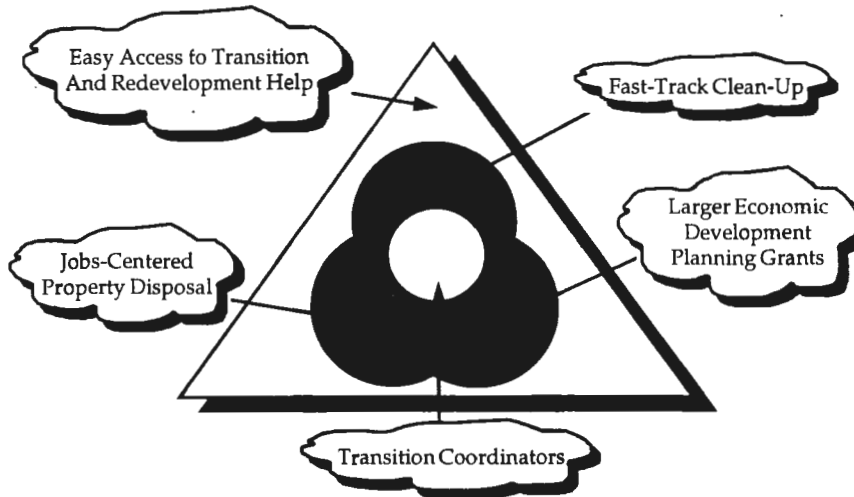 Easy Access to Transition
And Redevelopment Help
Fast-Track Clean-Up
Larger Economic
Development
Planning Grants
Jobs-Centered
Property Disposal
Transition Coordinators